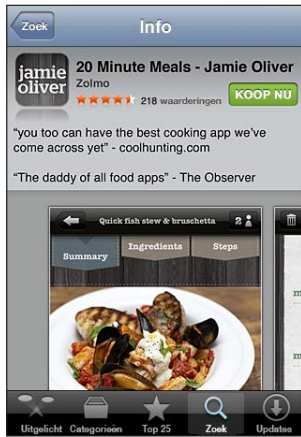 Zoek
Info
jamie
oliver
20 Minute Meals - Jamie Oliver
Zolmo
218 waarderingen
KOOP NU
“you too can have the best cooking app we’ve
come across yet” - coolhunting.com
“The daddy of all food apps” - The Observer
Quick fish stew & bruschetta
2
Summary
Ingredients
Steps
Uitgelicht
Categorieën
Top 25
Zoek
Updates